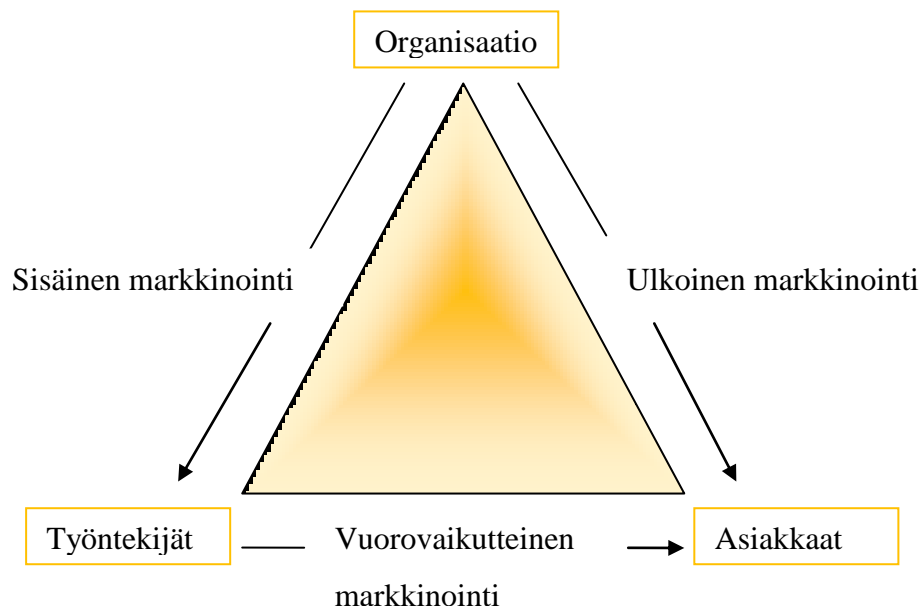 Organisaatio
Sisäinen markkinointi
Ulkoinen markkinointi
Työntekijät
Vuorovaikutteinen
markkinointi
Asiakkaat